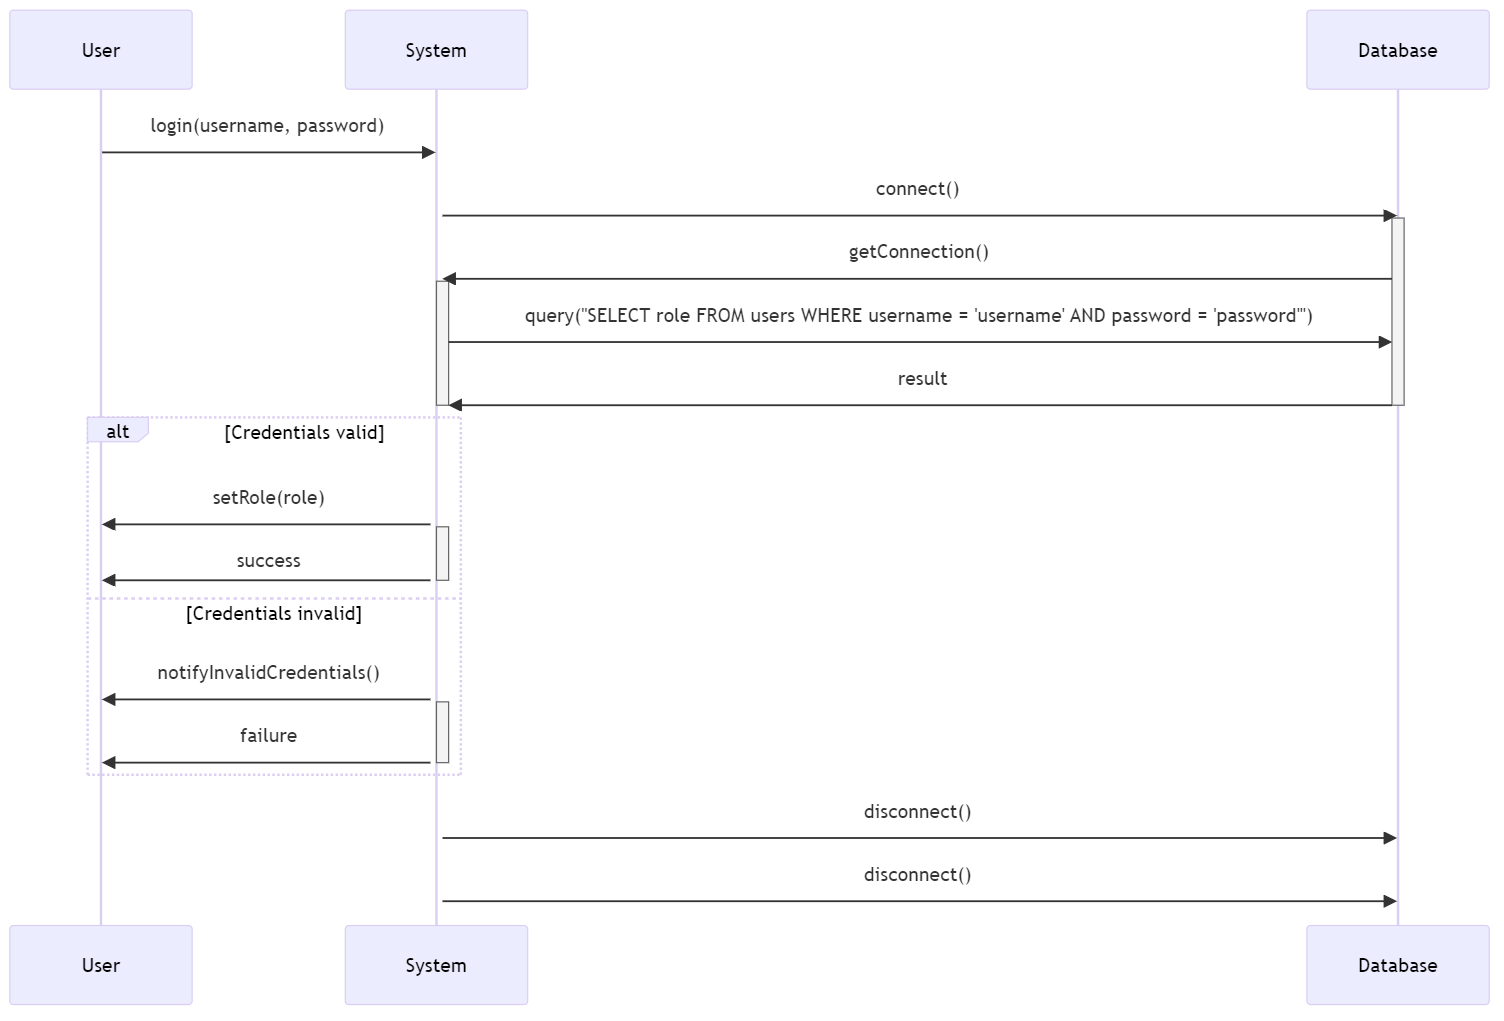 User
System
Database
login(username, password)
connect()
getConnection()
query("SELECT role FROM users WHERE username = 'username' AND password = 'password'")
result
alt
[Credentials valid]
setRole(role)
success
[Credentials invalid]
notifyInvalidCredentials()
failure
disconnect()
disconnect()
User
System
Database